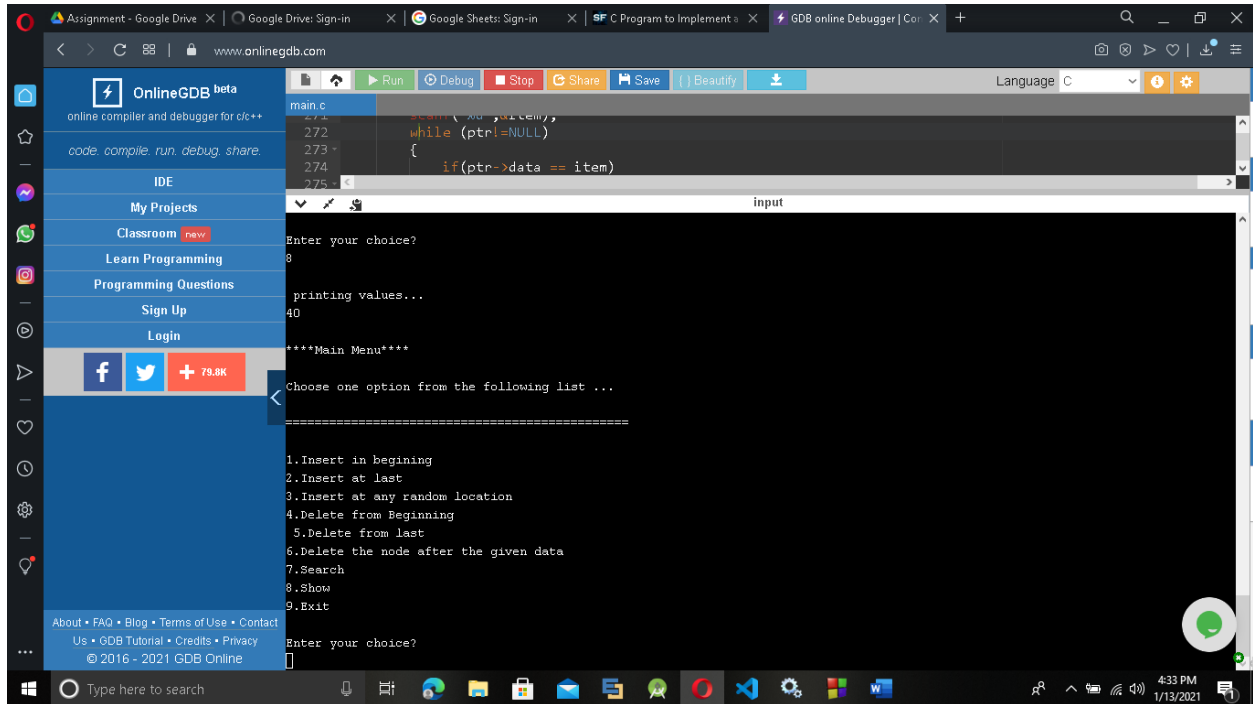 Assignment - Google Drive
Google Drive: Sign-in
Google Sheets: Sign-in
SF C Program to Implement a
GDB online Debugger | Con
www.onlinegdb.com
OnlineGDB beta
online compiler and debugger for c/c++
code. compile. run. debug. share.
IDE
My Projects
Classroom new
Learn Programming
Programming Questions
Sign Up
Login
79.8K
About • FAQ • Blog • Terms of Use • Contact
Us • GDB Tutorial • Credits • Privacy
© 2016 - 2021 GDB Online
Run Debug Stop Share Save { } Beautify
Language C
main.c
272 while (ptr!=NULL)
273 {
274 if(ptr->data == item)
275
input
Enter your choice?
8
printing values...
40
****Main Menu****
Choose one option from the following list ...
===============================================
1.Insert in begining
2.Insert at last
3.Insert at any random location
4.Delete from Beginning
5.Delete from last
6.Delete the node after the given data
7.Search
8.Show
9.Exit
Enter your choice?
Type here to search
4:33 PM
1/13/2021